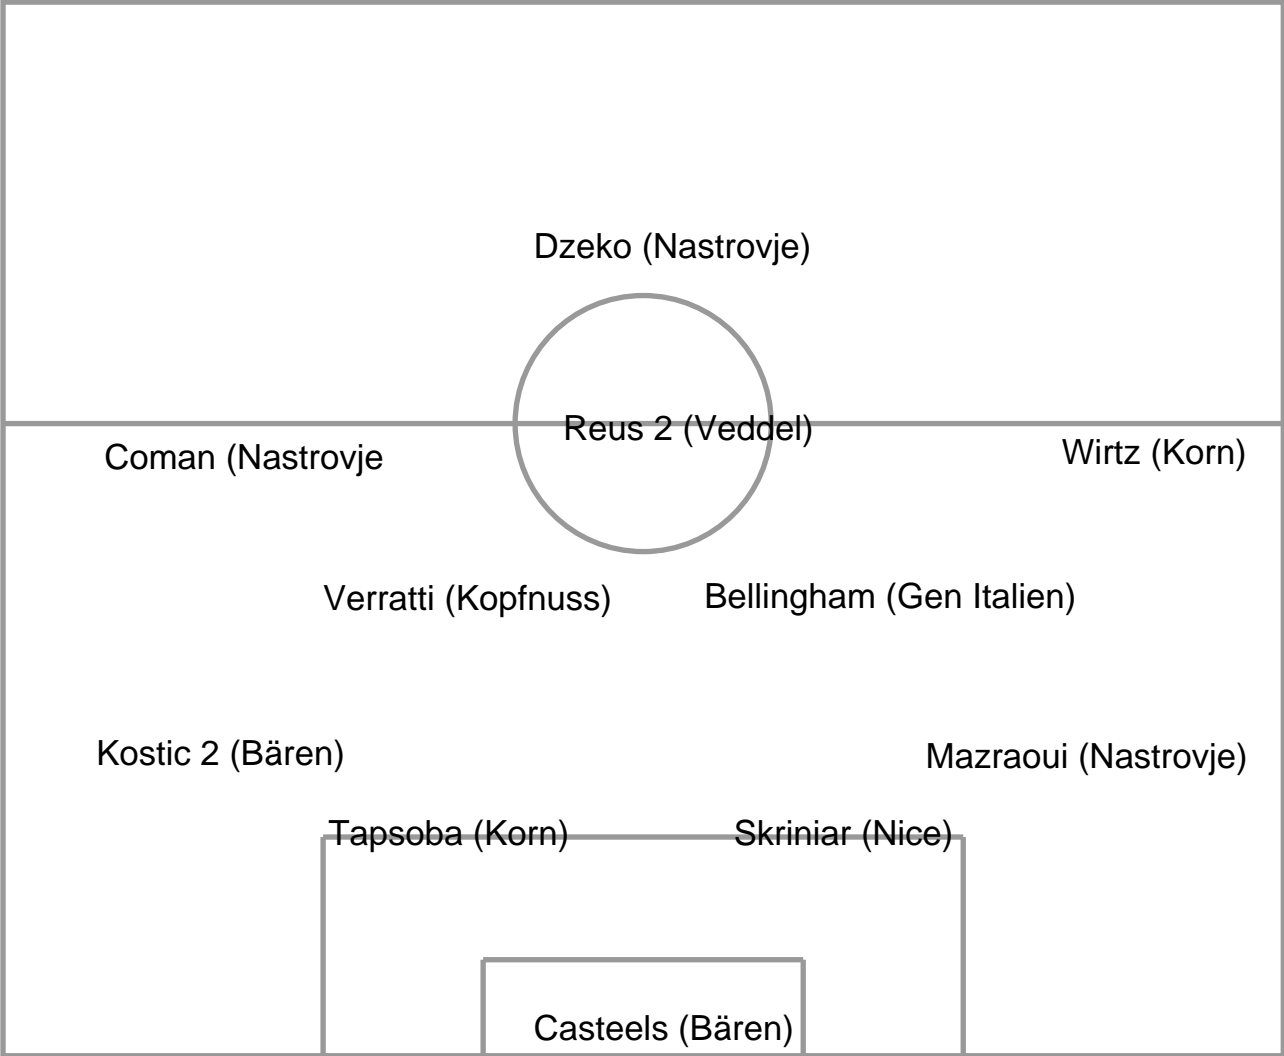 Dzeko (Nastrovje)
Reus 2 (Veddel)
Coman (Nastrovje
Wirtz (Korn)
Verratti (Kopfnuss)
Bellingham (Gen Italien)
Kostic 2 (Bären)
Mazraoui (Nastrovje)
Tapsoba (Korn)
Skriniar (Nice)
Casteels (Bären)